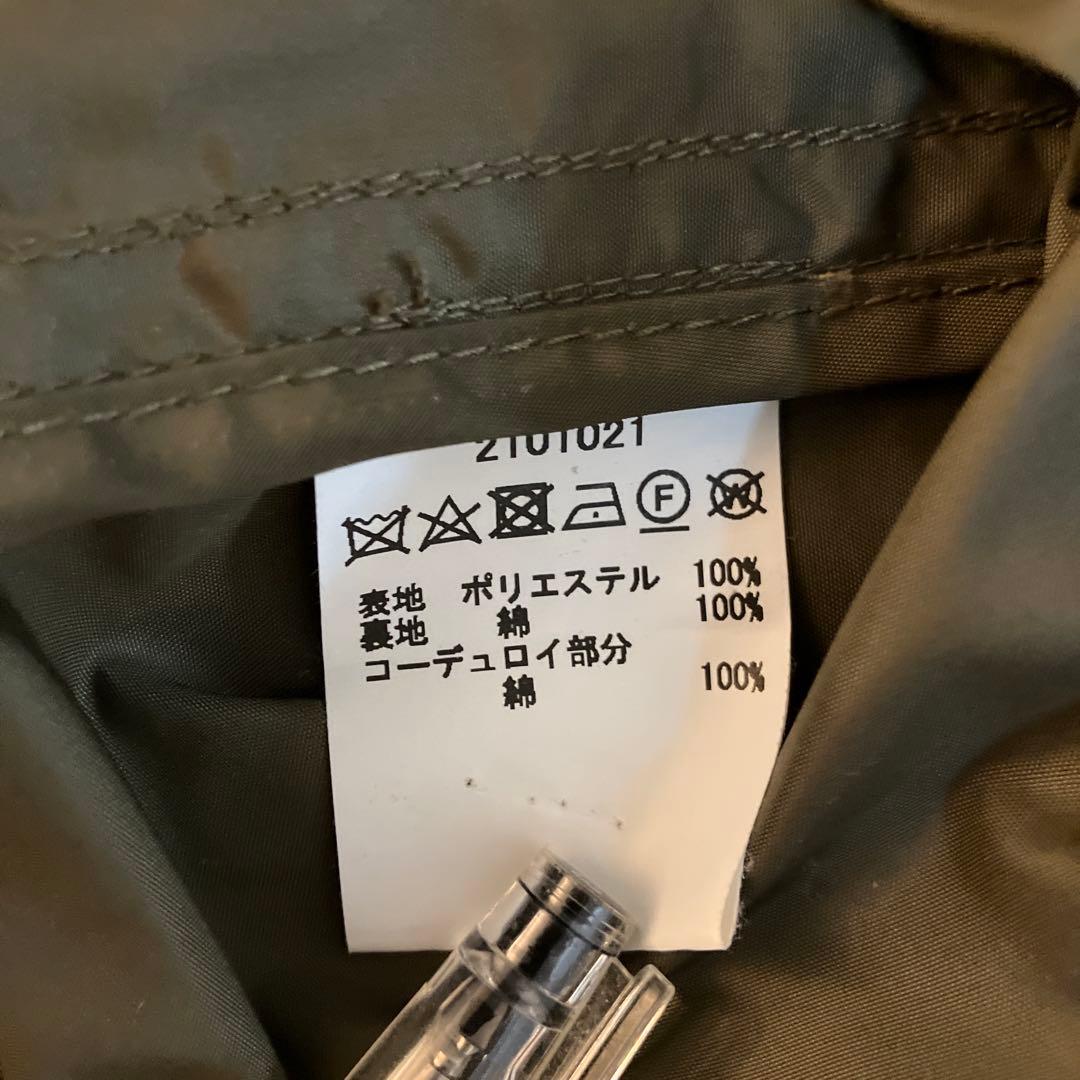 2101021
F W
表地 ポリエステル 100%
裏地 綿 100%
コーデュロイ部分
綿 100%